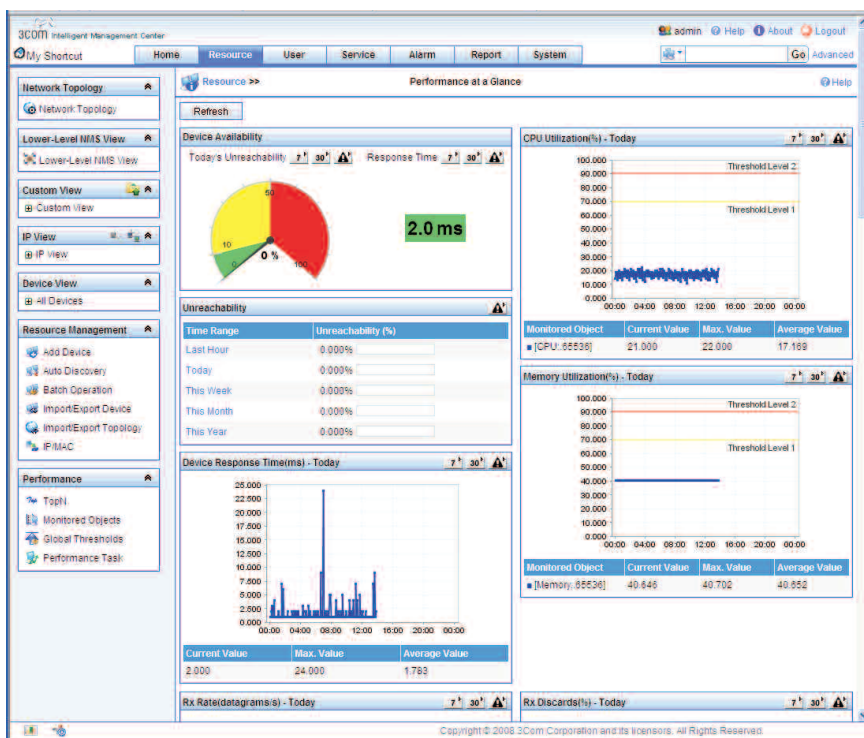 3COM Intelligent Management Center
admin Help About Logout
My Shortcut
Home Resource User Service Alarm Report System
Go Advanced
Network Topology
Network Topology
Lower-Level NMS View
Lower-Level NMS View
Custom View
Custom View
IP View
IP View
Device View
All Devices
Resource Management
Add Device
Auto Discovery
Batch Operation
Import/Export Device
Import/Export Topology
IP/MAC
Performance
TopN
Monitored Objects
Global Thresholds
Performance Task
Resource >> Performance at a Glance Help
Refresh
Device Availability
Today's Unreachability 7 30 Response Time 7 30
50
10
0 0 % 100
2.0 ms
Unreachability
Time Range Unreachability (%)
Last Hour 0.000%
Today 0.000%
This Week 0.000%
This Month 0.000%
This Year 0.000%
Device Response Time(ms) - Today 7 30
25.000
22.500
20.000
17.500
15.000
12.500
10.000
7.500
5.000
2.500
0.000
00:00 04:00 08:00 12:00 16:00 20:00 00:00
Current Value Max. Value Average Value
2.000 24.000 1.783
Rx Rate(datagrams/s) - Today 7 30
CPU Utilization(%) - Today 7 30
100.000
Threshold Level 2
90.000
80.000
70.000
Threshold Level 1
60.000
50.000
40.000
30.000
20.000
10.000
0.000
00:00 04:00 08:00 12:00 16:00 20:00 00:00
Monitored Object Current Value Max. Value Average Value
[CPU: 65536] 21.000 22.000 17.169
Memory Utilization(%) - Today 7 30
100.000
Threshold Level 2
90.000
80.000
70.000
Threshold Level 1
60.000
50.000
40.000
30.000
20.000
10.000
0.000
00:00 04:00 08:00 12:00 16:00 20:00 00:00
Monitored Object Current Value Max. Value Average Value
[Memory: 65536] 40.646 40.702 40.652
Rx Discards(%) - Today 7 30
Copyright © 2008 3Com Corporation and its licensors. All Rights Reserved.